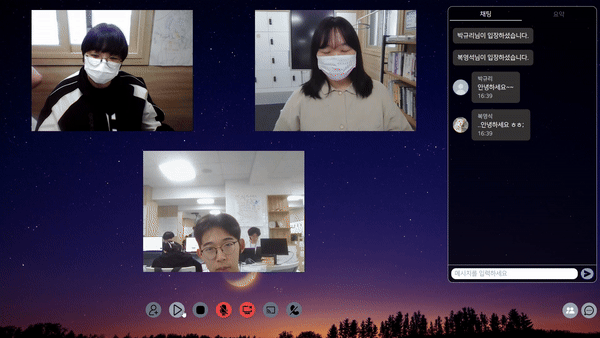 채팅
요약
박규리님이 입장하셨습니다.
복영석님이 입장하셨습니다.
박규리
안녕하세요~~
16:39
복영석
..안녕하세요 ㅎㅎ;
16:39
메시지를 입력하세요